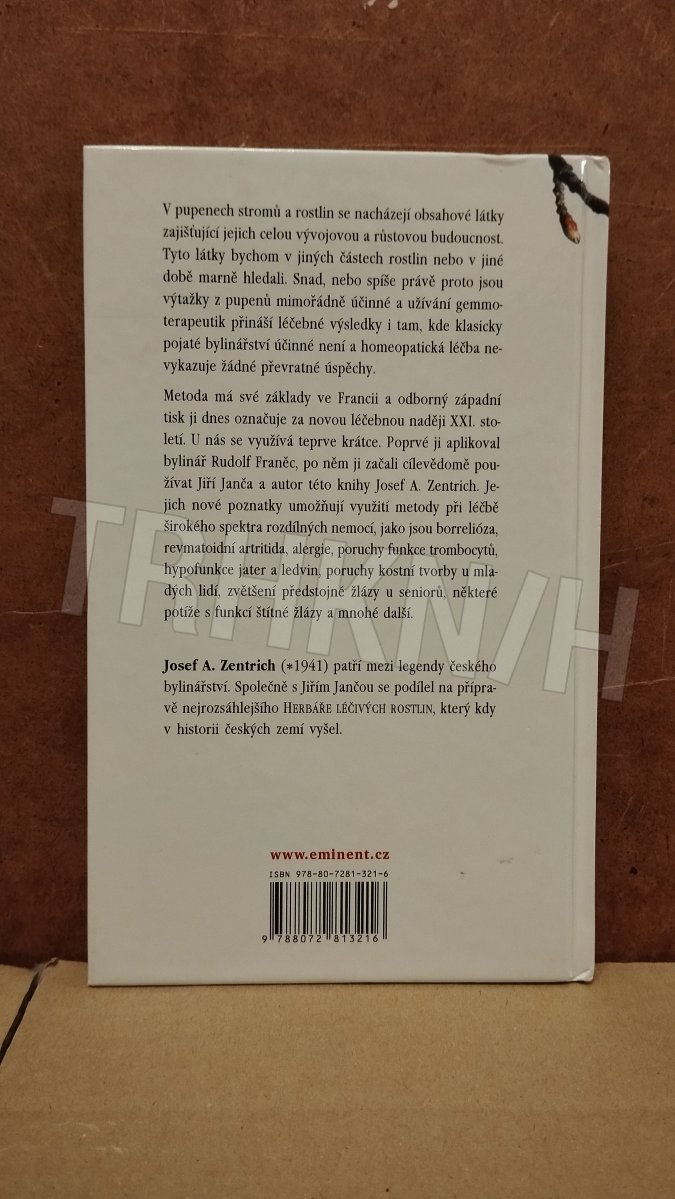 V pupenech stromů a rostlin se nacházejí obsahové látky
zajišťující jejich celou vývojovou a růstovou budoucnost.
Tyto látky bychom v jiných částech rostlin nebo v jiné
době marně hledali. Snad, nebo spíše právě proto jsou
výtažky z pupenů mimořádně účinné a užívání gemmo-
terapeutik přináší léčebné výsledky i tam, kde klasicky
pojaté bylinářství účinné není a homeopatická léčba ne-
vykazuje žádné převratné úspěchy.
Metoda má své základy ve Francii a odborný západní
tisk ji dnes označuje za novou léčebnou naději XXI. sto-
letí. U nás se využívá teprve krátce. Poprvé ji aplikoval
bylinář Rudolf Franěc, po něm ji začali cílevědomě pou-
žívat Jiří Janča a autor této knihy Josef A. Zentrich. Je-
jich nové poznatky umožňují využití metody při léčbě
širokého spektra rozdílných nemocí, jako jsou borrelióza,
revmatoidní artritida, alergie, poruchy funkce trombocytů,
hypofunkce jater a ledvin, poruchy kostní tvorby u mla-
dých lidí, zvětšení předstojné žlázy u seniorů, některé
potíže s funkcí štítné žlázy a mnohé další.
Josef A. Zentrich (*1941) patří mezi legendy českého
bylinářství. Společně s Jiřím Jančou se podílel na přípra-
vě nejrozsáhlejšího HERBÁŘE LÉČIVÝCH ROSTLIN, který kdy
v historii českých zemí vyšel.
www.eminent.cz
ISBN 978-80-7281-321-6
9 788072 813216
TRHKNIH